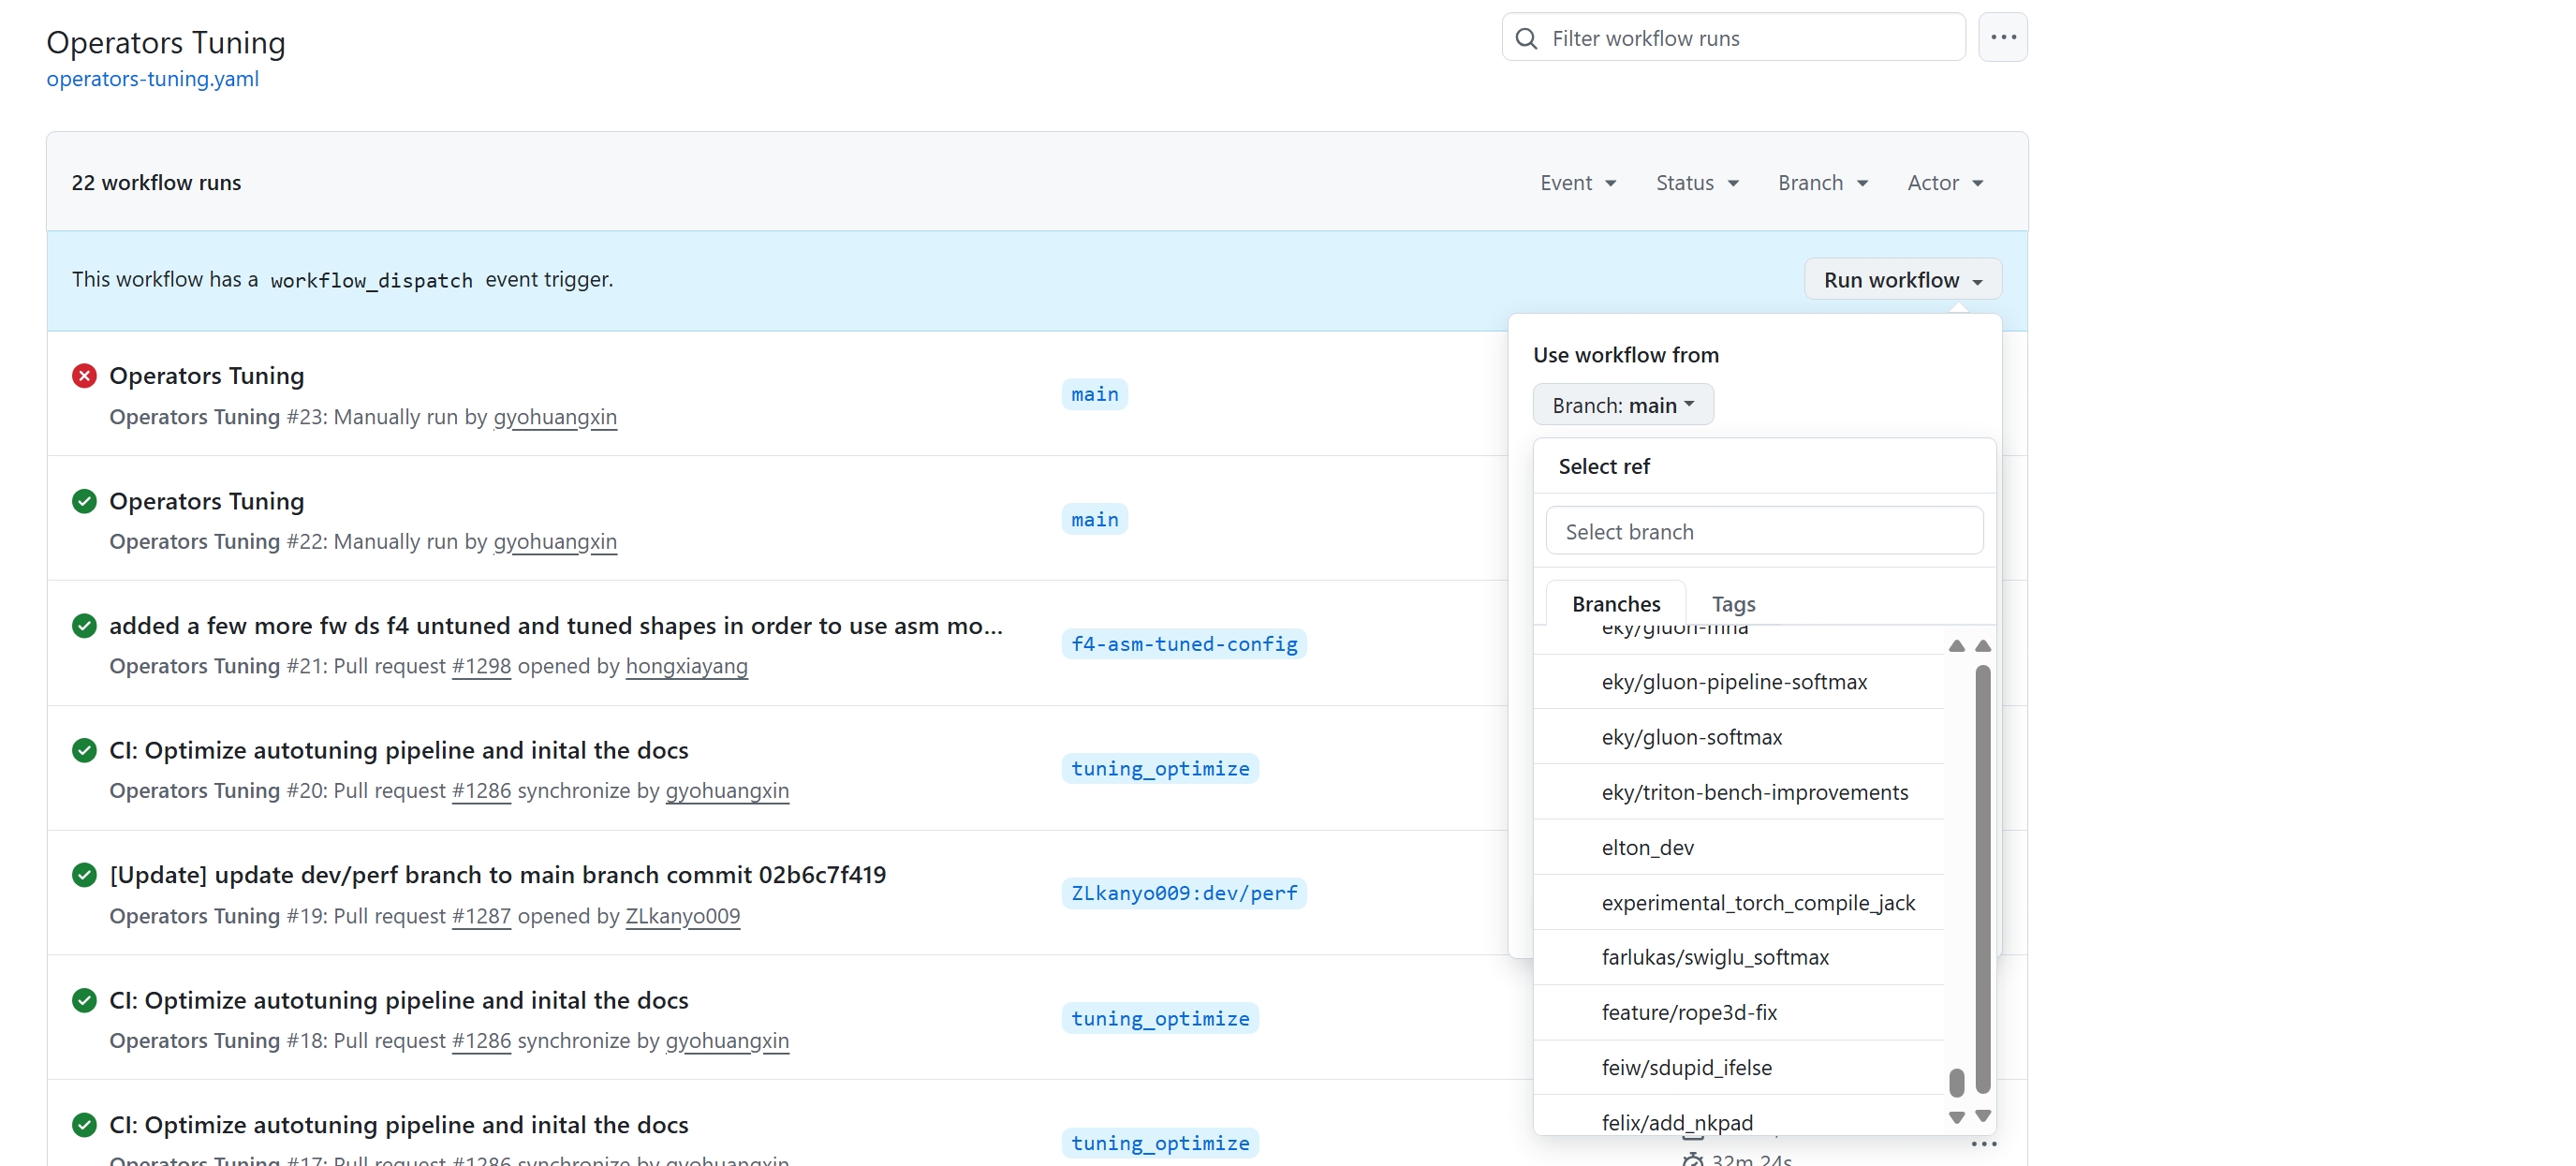 Operators Tuning
operators-tuning.yaml
Filter workflow runs
22 workflow runs
Event Status Branch Actor
This workflow has a workflow_dispatch event trigger.
Run workflow
Operators Tuning
Operators Tuning #23: Manually run by gyohuangxin
main
Operators Tuning
Operators Tuning #22: Manually run by gyohuangxin
main
added a few more fw ds f4 untuned and tuned shapes in order to use asm mo...
Operators Tuning #21: Pull request #1298 opened by hongxiayang
f4-asm-tuned-config
CI: Optimize autotuning pipeline and inital the docs
Operators Tuning #20: Pull request #1286 synchronize by gyohuangxin
tuning_optimize
[Update] update dev/perf branch to main branch commit 02b6c7f419
Operators Tuning #19: Pull request #1287 opened by ZLkanyo009
ZLkanyo009:dev/perf
CI: Optimize autotuning pipeline and inital the docs
Operators Tuning #18: Pull request #1286 synchronize by gyohuangxin
tuning_optimize
CI: Optimize autotuning pipeline and inital the docs
Operators Tuning #17: Pull request #1286 synchronize by gyohuangxin
tuning_optimize
Use workflow from
Branch: main
Select ref
Select branch
Branches Tags
eky/gluon-pipeline-softmax
eky/gluon-softmax
eky/triton-bench-improvements
elton_dev
experimental_torch_compile_jack
farlukas/swiglu_softmax
feature/rope3d-fix
feiw/sdupid_ifelse
felix/add_nkpad
32m 24s